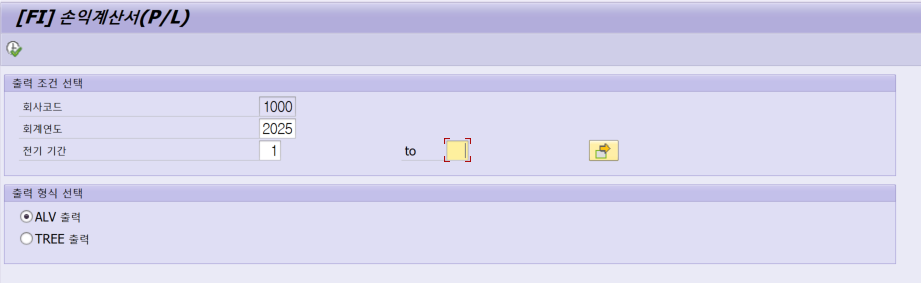 [FI] 손익계산서(P/L)
출력 조건 선택
회사코드 1000
회계연도 2025
전기 기간 1 to
출력 형식 선택
ALV 출력
TREE 출력